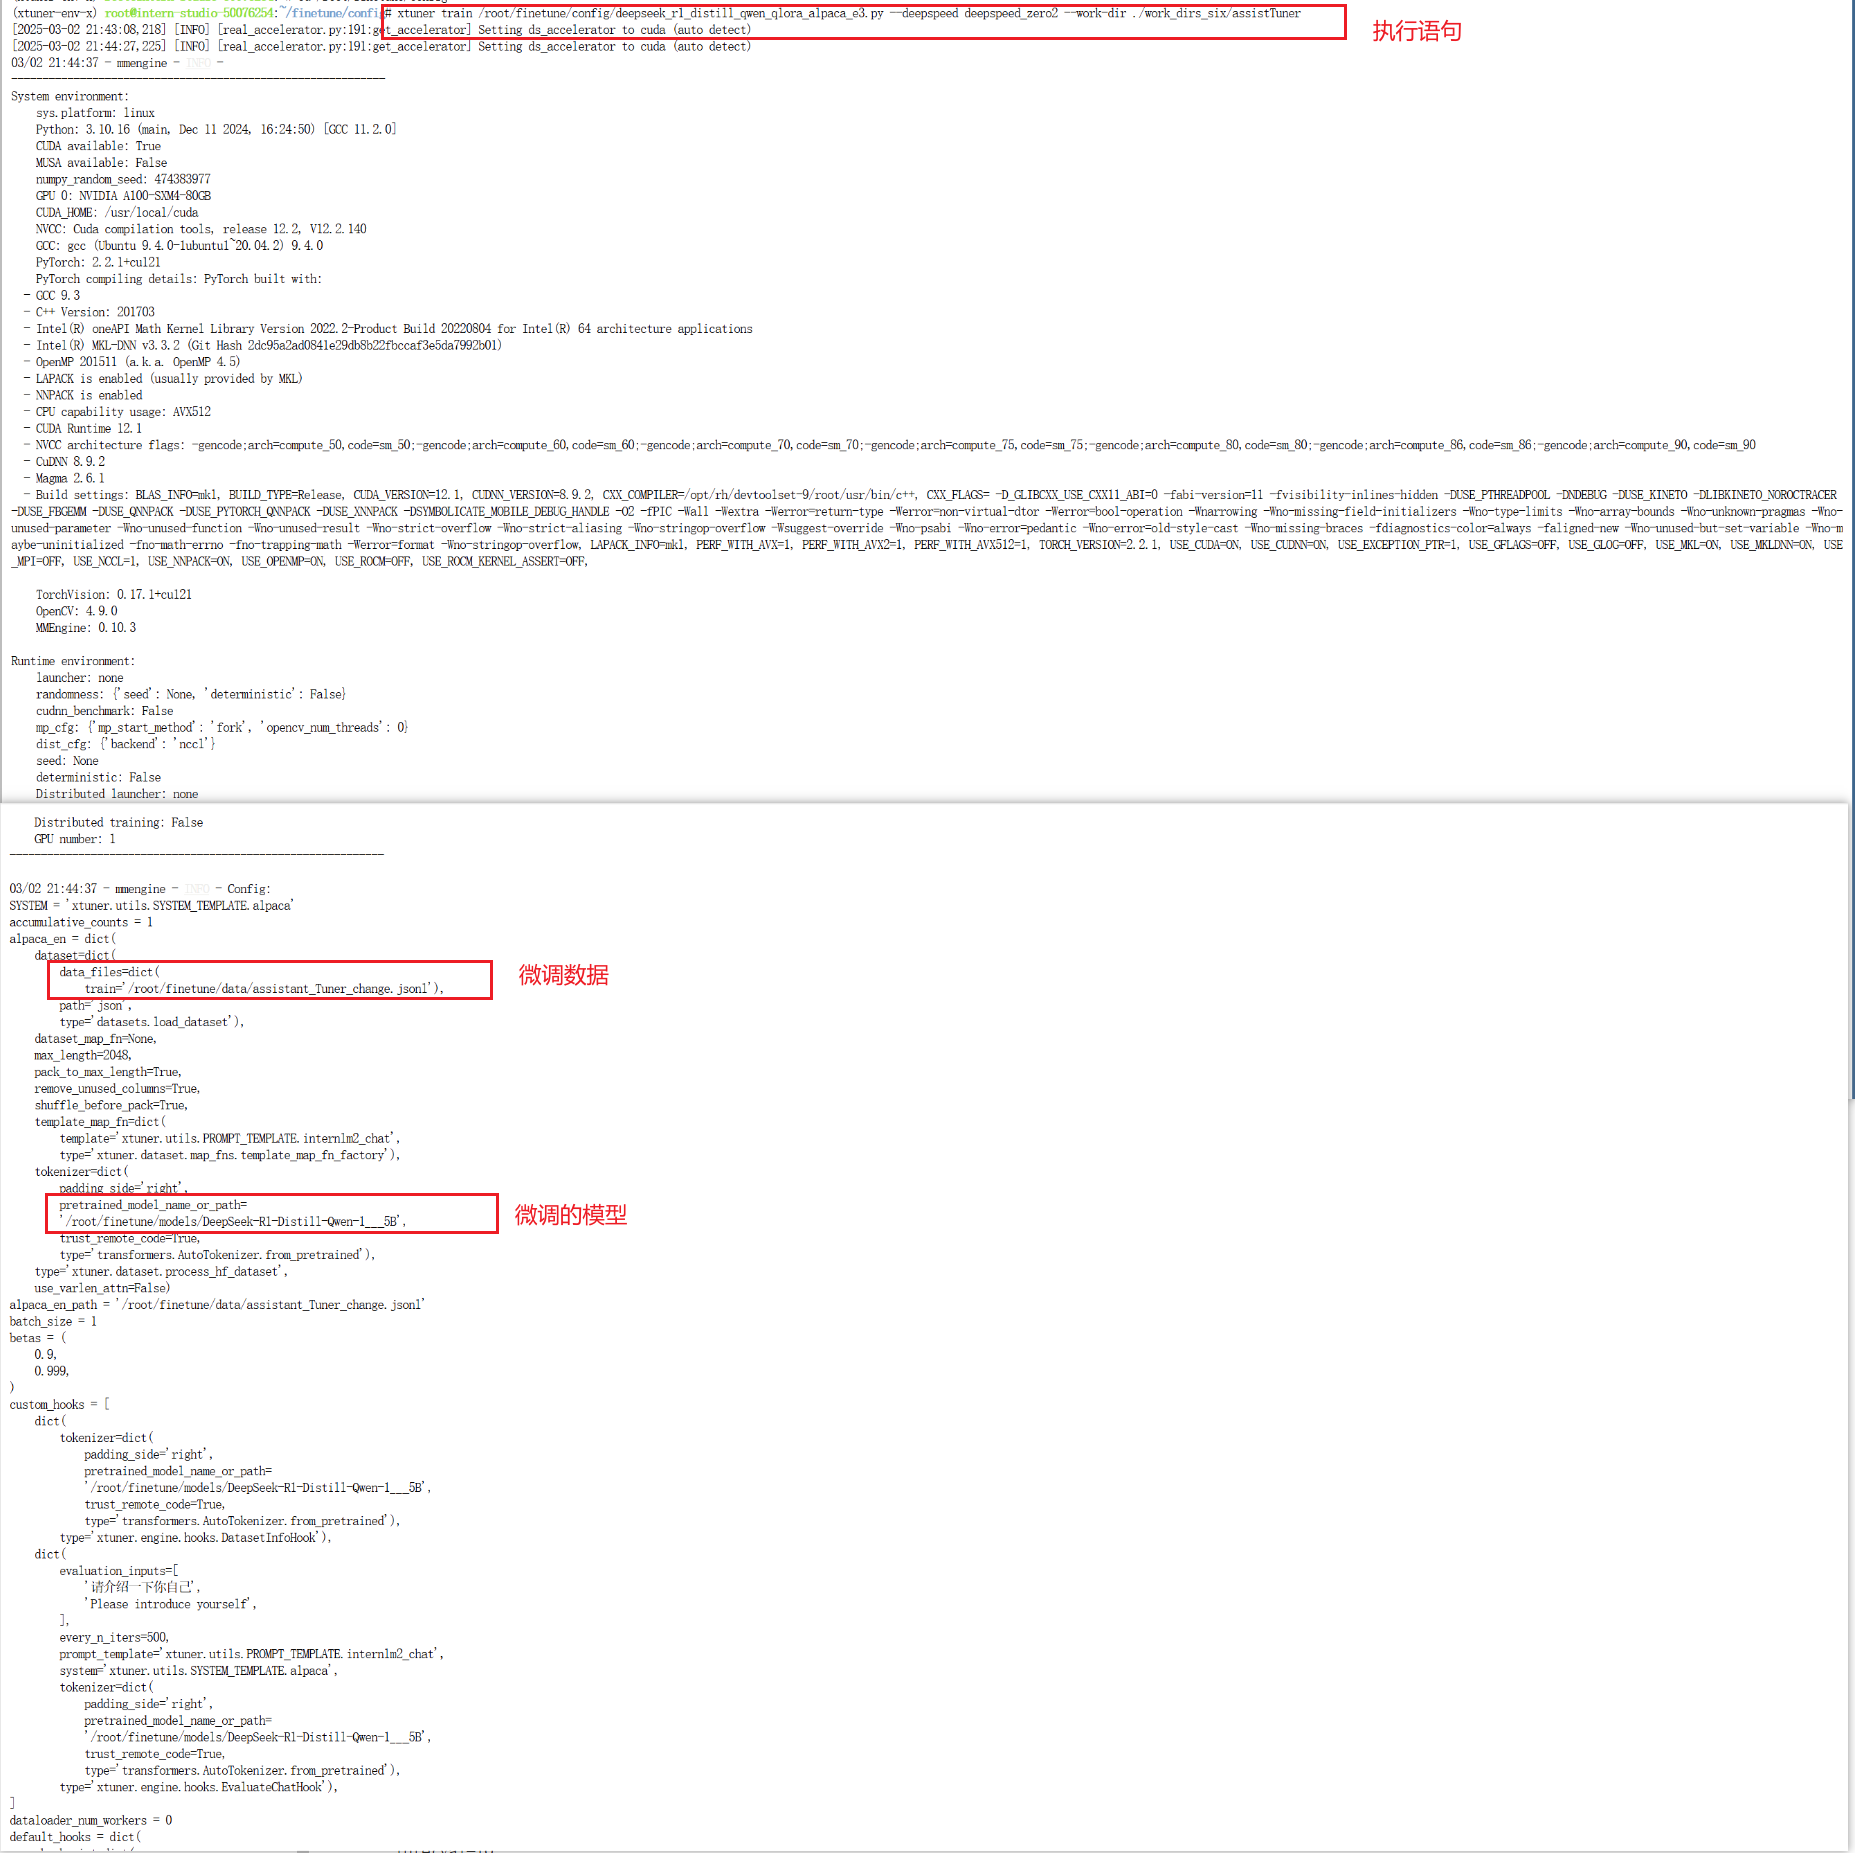 (xtuner-env-x) root@intern-studio-50076254:~/finetune/config# xtuner train /root/finetune/config/deepseek_r1_distill_qwen_qlora_alpaca_e3.py --deepspeed deepspeed_zero2 --work-dir ./work_dirs_six/assistTuner
执行语句
[2025-03-02 21:43:08,218] [INFO] [real_accelerator.py:191:get_accelerator] Setting ds_accelerator to cuda (auto detect)
[2025-03-02 21:44:27,225] [INFO] [real_accelerator.py:191:get_accelerator] Setting ds_accelerator to cuda (auto detect)
03/02 21:44:37 - mmengine - INFO -
------------------------------------------------------------
System environment:
    sys.platform: linux
    Python: 3.10.16 (main, Dec 11 2024, 16:24:50) [GCC 11.2.0]
    CUDA available: True
    MUSA available: False
    numpy_random_seed: 474383977
    GPU 0: NVIDIA A100-SXM4-80GB
    CUDA_HOME: /usr/local/cuda
    NVCC: Cuda compilation tools, release 12.2, V12.2.140
    GCC: gcc (Ubuntu 9.4.0-1ubuntu1~20.04.2) 9.4.0
    PyTorch: 2.2.1+cu121
    PyTorch compiling details: PyTorch built with:
  - GCC 9.3
  - C++ Version: 201703
  - Intel(R) oneAPI Math Kernel Library Version 2022.2-Product Build 20220804 for Intel(R) 64 architecture applications
  - Intel(R) MKL-DNN v3.3.2 (Git Hash 2dc95a2ad0841e29db8b22fbccaf3e5da7992b01)
  - OpenMP 201511 (a.k.a. OpenMP 4.5)
  - LAPACK is enabled (usually provided by MKL)
  - NNPACK is enabled
  - CPU capability usage: AVX512
  - CUDA Runtime 12.1
  - NVCC architecture flags: -gencode;arch=compute_50,code=sm_50;-gencode;arch=compute_60,code=sm_60;-gencode;arch=compute_70,code=sm_70;-gencode;arch=compute_75,code=sm_75;-gencode;arch=compute_80,code=sm_80;-gencode;arch=compute_86,code=sm_86;-gencode;arch=compute_90,code=sm_90
  - CuDNN 8.9.2
  - Magma 2.6.1
  - Build settings: BLAS_INFO=mkl, BUILD_TYPE=Release, CUDA_VERSION=12.1, CUDNN_VERSION=8.9.2, CXX_COMPILER=/opt/rh/devtoolset-9/root/usr/bin/c++, CXX_FLAGS= -D_GLIBCXX_USE_CXX11_ABI=0 -fabi-version=11 -fvisibility-inlines-hidden -DUSE_PTHREADPOOL -DNDEBUG -DUSE_KINETO -DLIBKINETO_NOROCTRACER
-DUSE_FBGEMM -DUSE_QNNPACK -DUSE_PYTORCH_QNNPACK -DUSE_XNNPACK -DSYMBOLICATE_MOBILE_DEBUG_HANDLE -O2 -fPIC -Wall -Wextra -Werror=return-type -Werror=non-virtual-dtor -Werror=bool-operation -Wnarrowing -Wno-missing-field-initializers -Wno-type-limits -Wno-array-bounds -Wno-unknown-pragmas -Wno-
unused-parameter -Wno-unused-function -Wno-unused-result -Wno-strict-overflow -Wno-strict-aliasing -Wno-stringop-overflow -Wsuggest-override -Wno-psabi -Wno-error=pedantic -Wno-error=old-style-cast -Wno-missing-braces -fdiagnostics-color=always -faligned-new -Wno-unused-but-set-variable -Wno-m
aybe-uninitialized -fno-math-errno -fno-trapping-math -Werror=format -Wno-stringop-overflow, LAPACK_INFO=mkl, PERF_WITH_AVX=1, PERF_WITH_AVX2=1, PERF_WITH_AVX512=1, TORCH_VERSION=2.2.1, USE_CUDA=ON, USE_CUDNN=ON, USE_EXCEPTION_PTR=1, USE_GFLAGS=OFF, USE_GLOG=OFF, USE_MKL=ON, USE_MKLDNN=ON, USE
_MPI=OFF, USE_NCCL=1, USE_NNPACK=ON, USE_OPENMP=ON, USE_ROCM=OFF, USE_ROCM_KERNEL_ASSERT=OFF,
    TorchVision: 0.17.1+cu121
    OpenCV: 4.9.0
    MMEngine: 0.10.3
Runtime environment:
    launcher: none
    randomness: {'seed': None, 'deterministic': False}
    cudnn_benchmark: False
    mp_cfg: {'mp_start_method': 'fork', 'opencv_num_threads': 0}
    dist_cfg: {'backend': 'nccl'}
    seed: None
    deterministic: False
    Distributed launcher: none
    Distributed training: False
    GPU number: 1
------------------------------------------------------------
03/02 21:44:37 - mmengine - INFO - Config:
SYSTEM = 'xtuner.utils.SYSTEM_TEMPLATE.alpaca'
accumulative_counts = 1
alpaca_en = dict(
    dataset=dict(
        data_files=dict(
微调数据
            train='/root/finetune/data/assistant_Tuner_change.jsonl'),
        path='json',
        type='datasets.load_dataset'),
    dataset_map_fn=None,
    max_length=2048,
    pack_to_max_length=True,
    remove_unused_columns=True,
    shuffle_before_pack=True,
    template_map_fn=dict(
        template='xtuner.utils.PROMPT_TEMPLATE.internlm2_chat',
        type='xtuner.dataset.map_fns.template_map_fn_factory'),
    tokenizer=dict(
        padding_side='right',
        pretrained_model_name_or_path=
微调的模型
        '/root/finetune/models/DeepSeek-R1-Distill-Qwen-1___5B',
        trust_remote_code=True,
        type='transformers.AutoTokenizer.from_pretrained'),
    type='xtuner.dataset.process_hf_dataset',
    use_varlen_attn=False)
alpaca_en_path = '/root/finetune/data/assistant_Tuner_change.jsonl'
batch_size = 1
betas = (
    0.9,
    0.999,
)
custom_hooks = [
    dict(
        tokenizer=dict(
            padding_side='right',
            pretrained_model_name_or_path=
            '/root/finetune/models/DeepSeek-R1-Distill-Qwen-1___5B',
            trust_remote_code=True,
            type='transformers.AutoTokenizer.from_pretrained'),
        type='xtuner.engine.hooks.DatasetInfoHook'),
    dict(
        evaluation_inputs=[
            '请介绍一下你自己',
            'Please introduce yourself',
        ],
        every_n_iters=500,
        prompt_template='xtuner.utils.PROMPT_TEMPLATE.internlm2_chat',
        system='xtuner.utils.SYSTEM_TEMPLATE.alpaca',
        tokenizer=dict(
            padding_side='right',
            pretrained_model_name_or_path=
            '/root/finetune/models/DeepSeek-R1-Distill-Qwen-1___5B',
            trust_remote_code=True,
            type='transformers.AutoTokenizer.from_pretrained'),
        type='xtuner.engine.hooks.EvaluateChatHook'),
]
dataloader_num_workers = 0
default_hooks = dict(